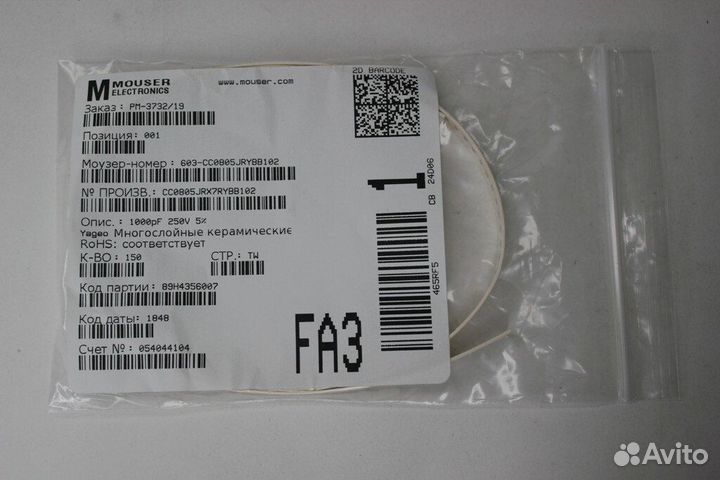 MOUSER ELECTRONICS
www.mouser.com
2D BARCODE
Заказ : PM-3732/19
Позиция : 001
Моузер-номер : 603-CC0805JRYBB102
№ ПРОИЗВ. : CC0805JRX7RYBB102
Опис. : 1000pF 250V 5%
Yageo Многослойные керамические
RoHS: соответствует
К-ВО : 150 СТР.: TW
Код партии : 89H4356007
Код даты: 1848
Счет № : 054044104
FA3
1
465RF5
CB 24D06
Avito